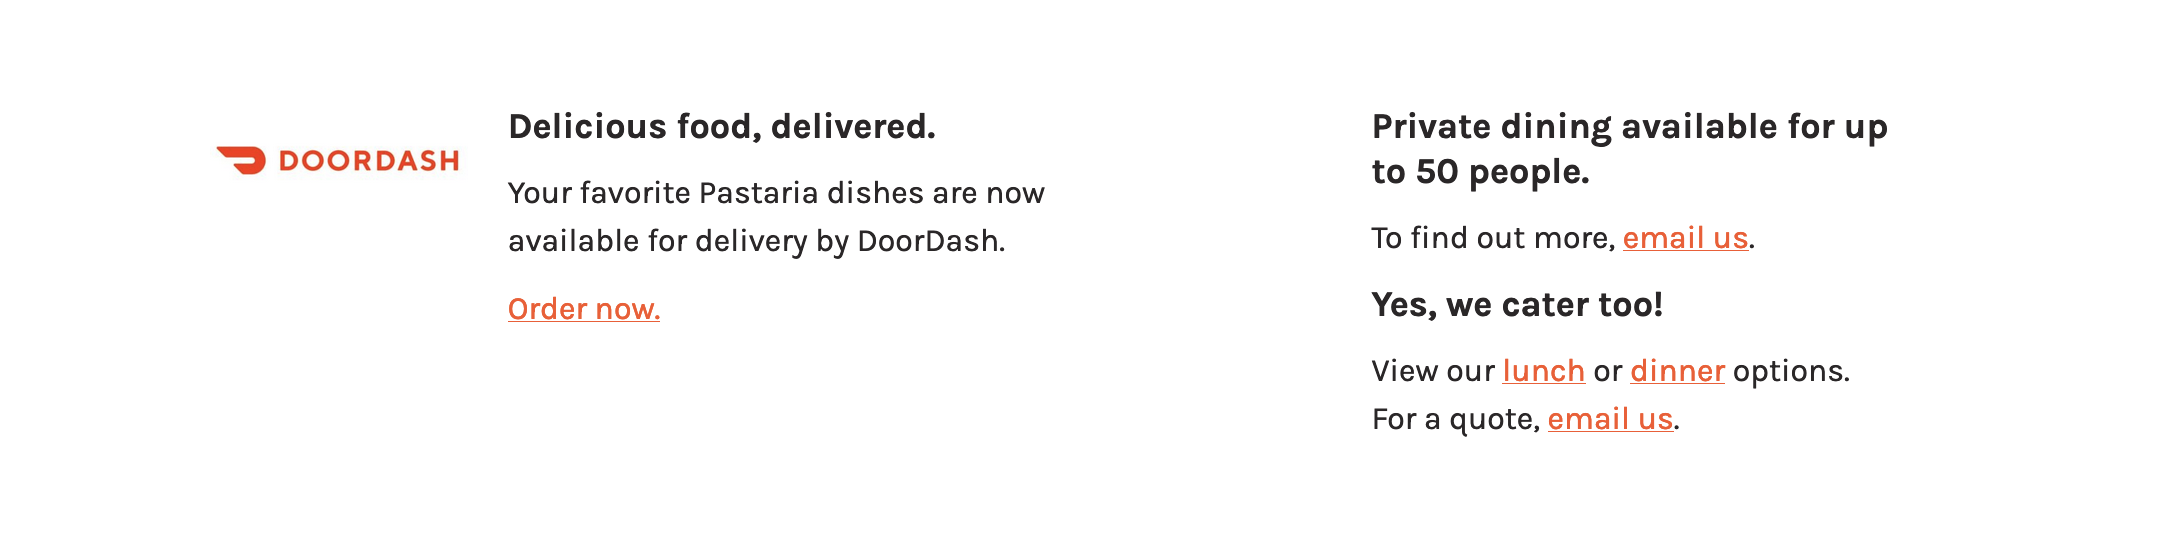 DOORDASH
Delicious food, delivered.
Your favorite Pastaria dishes are now
available for delivery by DoorDash.
Order now.
Private dining available for up
to 50 people.
To find out more, email us.
Yes, we cater too!
View our lunch or dinner options.
For a quote, email us.